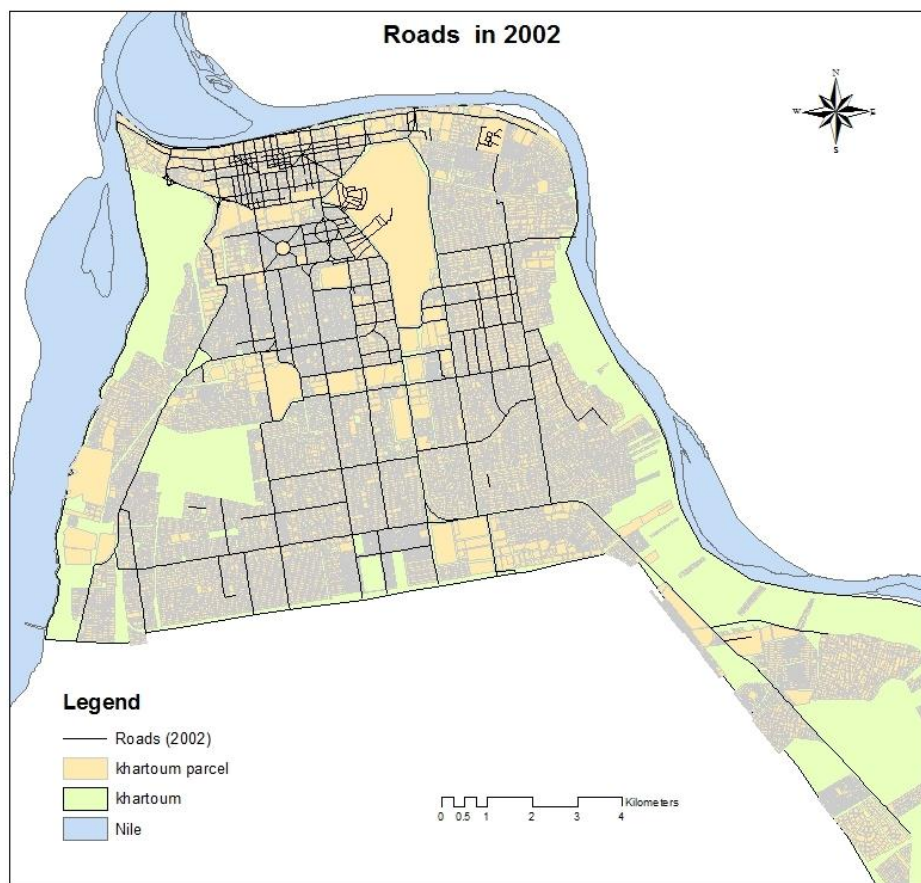 Roads in 2002
N
W E
S
Legend
Roads (2002)
khartoum parcel
khartoum
Nile
Kilometers
0 0.5 1 2 3 4